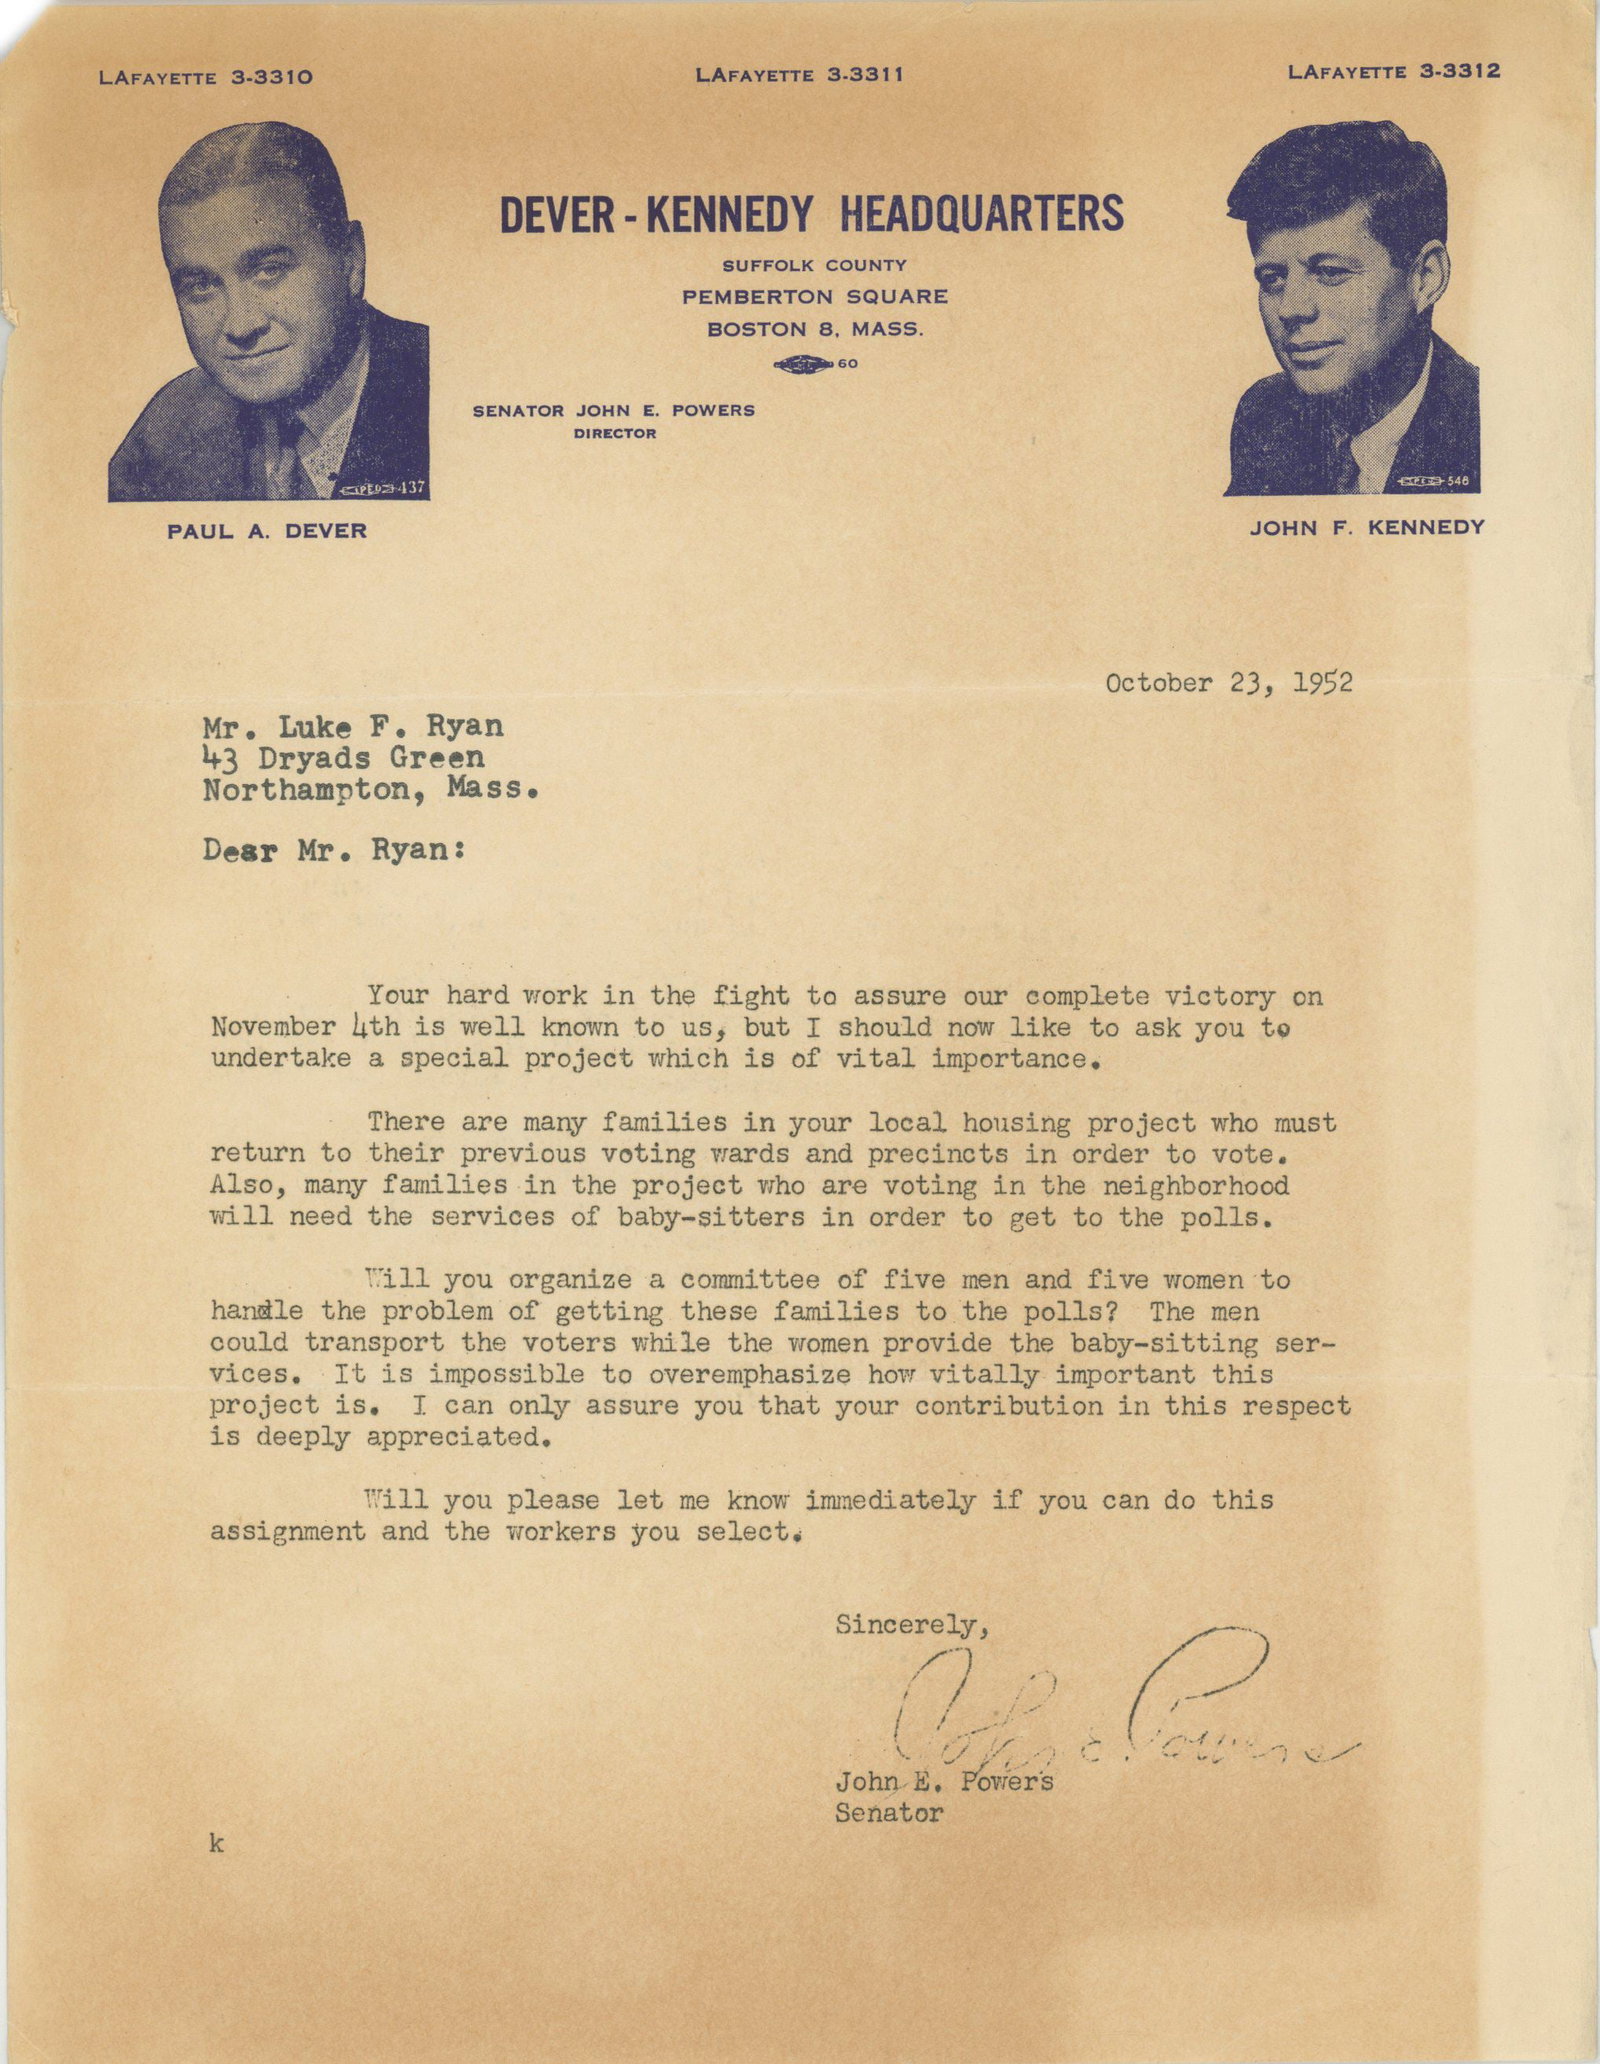 LAFAYETTE 3-3310 LAFAYETTE 3-3311 LAFAYETTE 3-3312
DEVER - KENNEDY HEADQUARTERS
SUFFOLK COUNTY
PEMBERTON SQUARE
BOSTON 8, MASS.
60
SENATOR JOHN E. POWERS
DIRECTOR
437
548
PAUL A. DEVER
JOHN F. KENNEDY
October 23, 1952
Mr. Luke F. Ryan
43 Dryads Green
Northampton, Mass.
Dear Mr. Ryan:
Your hard work in the fight to assure our complete victory on
November 4th is well known to us, but I should now like to ask you to
undertake a special project which is of vital importance.
There are many families in your local housing project who must
return to their previous voting wards and precincts in order to vote.
Also, many families in the project who are voting in the neighborhood
will need the services of baby-sitters in order to get to the polls.
Will you organize a committee of five men and five women to
handle the problem of getting these families to the polls? The men
could transport the voters while the women provide the baby-sitting ser-
vices. It is impossible to overemphasize how vitally important this
project is. I can only assure you that your contribution in this respect
is deeply appreciated.
Will you please let me know immediately if you can do this
assignment and the workers you select.
Sincerely,
John E. Powers
John E. Powers
Senator
k